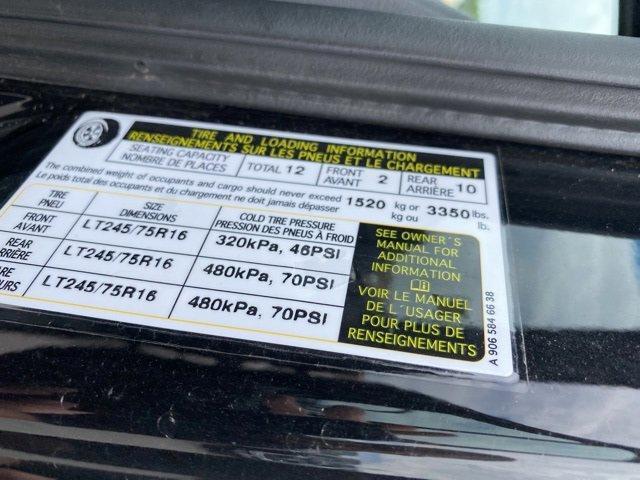 TIRE AND LOADING INFORMATION
RENSEIGNEMENTS SUR LES PNEUS ET LE CHARGEMENT
SEATING CAPACITY
NOMBRE DE PLACES
TOTAL 12
FRONT
AVANT 2
REAR
ARRIÈRE 10
The combined weight of occupants and cargo should never exceed 1520 kg or 3350 lbs.
Le poids total des occupants et du chargement ne doit jamais dépasser kg ou lb.
TIRE
PNEU
SIZE
DIMENSIONS
COLD TIRE PRESSURE
PRESSION DES PNEUS À FROID
FRONT
AVANT
LT245/75R16
320kPa, 46PSI
REAR
RRIÈRE
LT245/75R16
480kPa, 70PSI
ARE
OURS
LT245/75R16
480kPa, 70PSI
SEE OWNER´S
MANUAL FOR
ADDITIONAL
INFORMATION
VOIR LE MANUEL
DE L´USAGER
POUR PLUS DE
RENSEIGNEMENTS
A 906 584 66 38